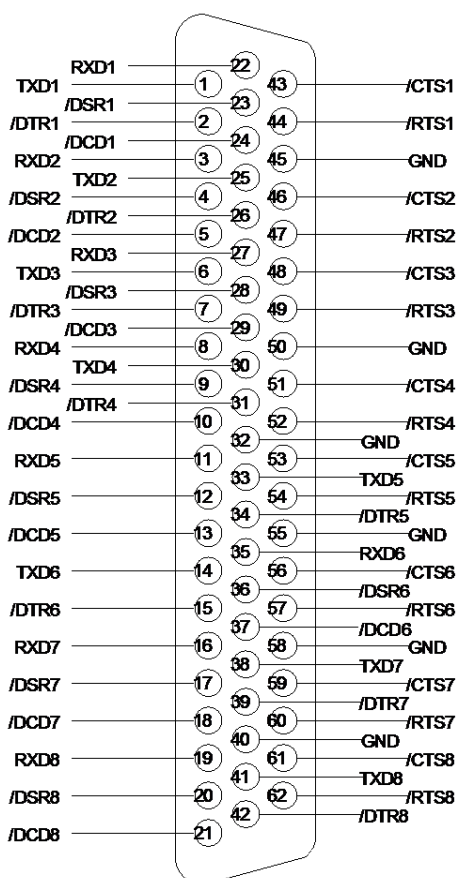 RXD1 22
TXD1 1 43 /CTS1
/DSR1 23
/DTR1 2 44 /RTS1
/DCD1 24
RXD2 3 45 GND
TXD2 25
/DSR2 4 46 /CTS2
/DTR2 26
/DCD2 5 47 /RTS2
RXD3 27
TXD3 6 48 /CTS3
/DSR3 28
/DTR3 7 49 /RTS3
/DCD3 29
RXD4 8 50 GND
TXD4 30
/DSR4 9 51 /CTS4
/DTR4 31
/DCD4 10 52 /RTS4
32 GND
RXD5 11 53 /CTS5
33 TXD5
/DSR5 12 54 /RTS5
34 /DTR5
/DCD5 13 55 GND
35 RXD6
TXD6 14 56 /CTS6
36 /DSR6
/DTR6 15 57 /RTS6
37 /DCD6
RXD7 16 58 GND
38 TXD7
/DSR7 17 59 /CTS7
39 /DTR7
/DCD7 18 60 /RTS7
40 GND
RXD8 19 61 /CTS8
41 TXD8
/DSR8 20 62 /RTS8
42 /DTR8
/DCD8 21